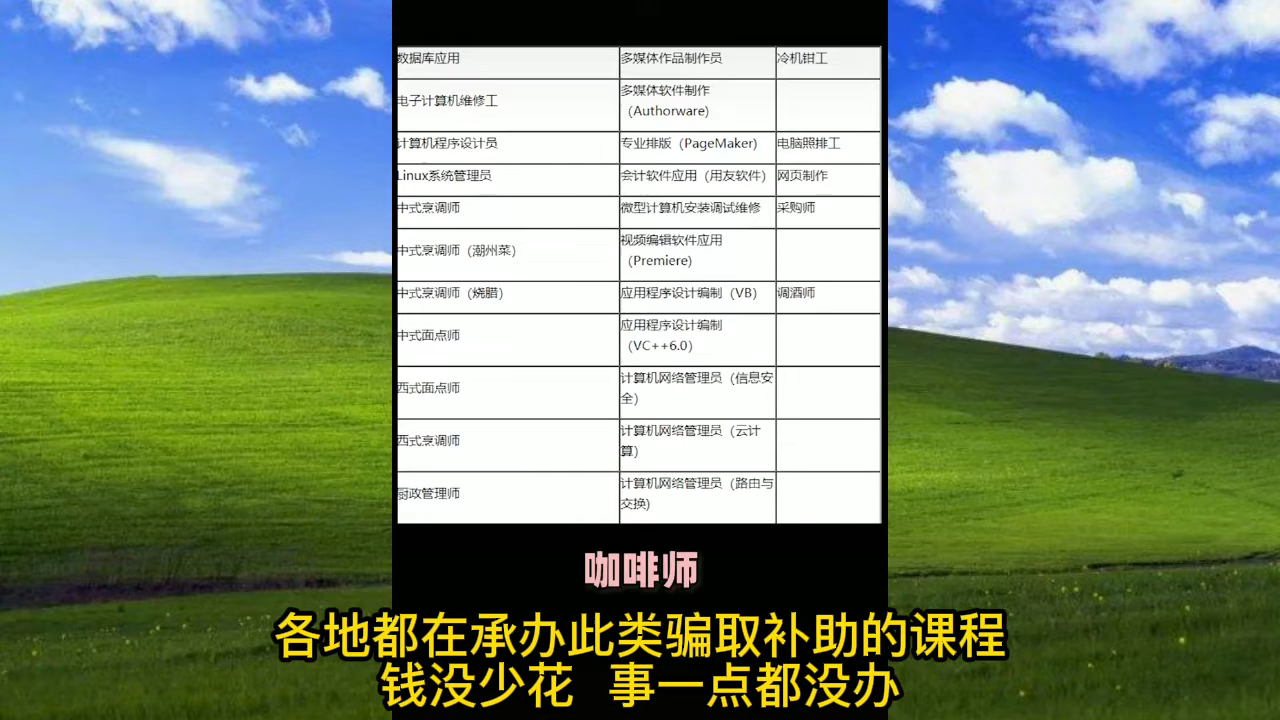 数据库应用 多媒体作品制作员 冷机钳工
电子计算机维修工 多媒体软件制作
（Authorware)
计算机程序设计员 专业排版（PageMaker) 电脑照排工
Linux系统管理员 会计软件应用（用友软件） 网页制作
中式烹调师 微型计算机安装调试维修 采购师
中式烹调师（潮州菜） 视频编辑软件应用
（Premiere)
中式烹调师（烧腊） 应用程序设计编制（VB） 调酒师
中式面点师 应用程序设计编制
（VC++6.0）
西式面点师 计算机网络管理员（信息安
全）
西式烹调师 计算机网络管理员（云计
算）
厨政管理师 计算机网络管理员（路由与
交换)
咖啡师
各地都在承办此类骗取补助的课程
钱没少花 事一点都没办